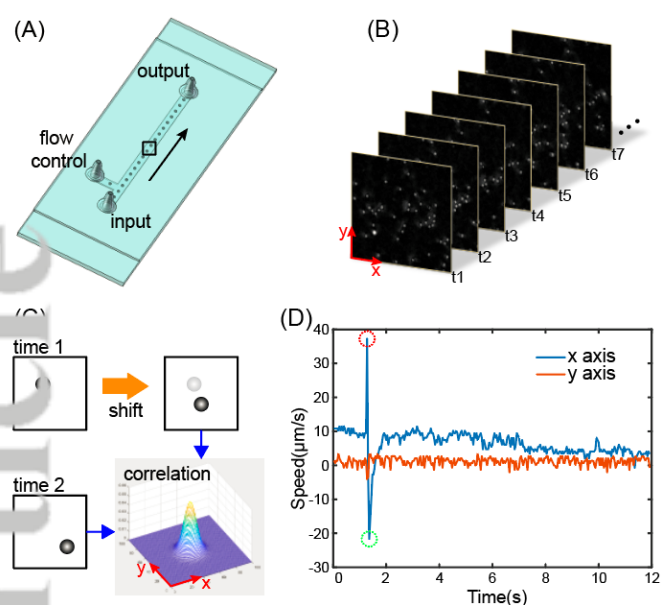 (A)
output
flow
control
input
(B)
t1
t2
t3
t4
t5
t6
t7
y
x
time 1
shift
time 2
correlation
y
x
(D)
Speed(μm/s)
40
30
20
10
0
-10
-20
-30
x axis
y axis
0
2
4
6
8
10
12
Time(s)